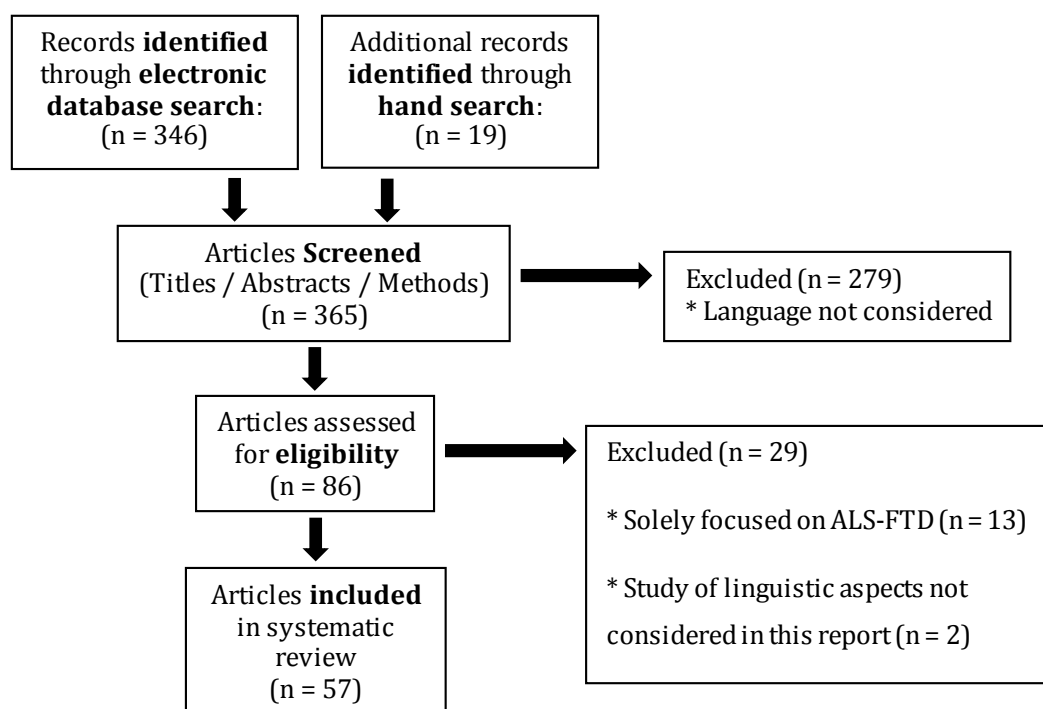 Records identified
through electronic
database search:
(n = 346)
Additional records
identified through
hand search:
(n = 19)
Articles Screened
(Titles / Abstracts / Methods)
(n = 365)
Excluded (n = 279)
* Language not considered
Articles assessed
for eligibility
(n = 86)
Excluded (n = 29)
* Solely focused on ALS-FTD (n = 13)
* Study of linguistic aspects not
considered in this report (n = 2)
Articles included
in systematic
review
(n = 57)